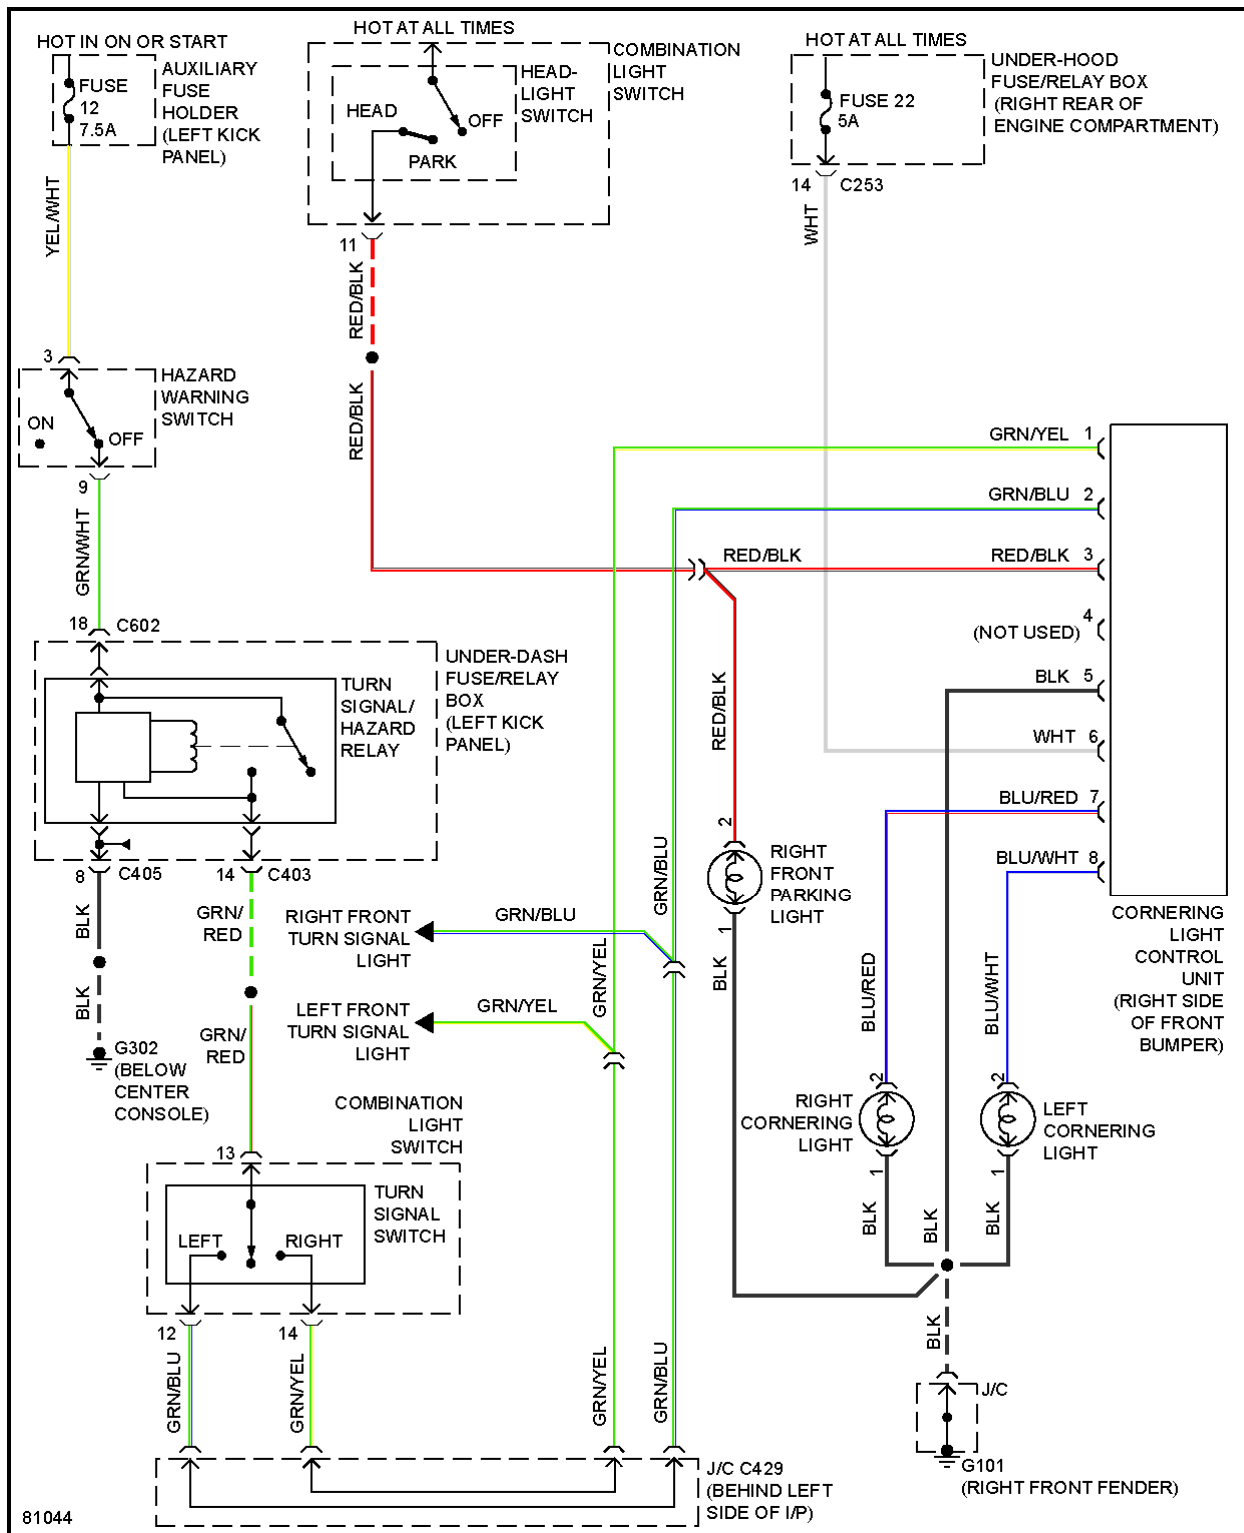 HOT IN ON OR START
FUSE
12
7.5A
AUXILIARY
FUSE
HOLDER
(LEFT KICK
PANEL)
HOT AT ALL TIMES
COMBINATION
LIGHT
SWITCH
HEAD-
LIGHT
SWITCH
HEAD
OFF
PARK
HOT AT ALL TIMES
FUSE 22
5A
UNDER-HOOD
FUSE/RELAY BOX
(RIGHT REAR OF
ENGINE COMPARTMENT)
14 C253
YEL/WHT
WHT
11
RED/BLK
RED/BLK
3
HAZARD
WARNING
SWITCH
ON
OFF
9
GRN/WHT
18 C602
GRN/YEL 1
GRN/BLU 2
RED/BLK
RED/BLK 3
4
(NOT USED)
BLK 5
WHT 6
BLU/RED 7
BLU/WHT 8
CORNERING
LIGHT
CONTROL
UNIT
(RIGHT SIDE
OF FRONT
BUMPER)
UNDER-DASH
FUSE/RELAY
BOX
(LEFT KICK
PANEL)
TURN
SIGNAL/
HAZARD
RELAY
8 C405
14 C403
BLK
BLK
GRN/
RED
GRN/
RED
G302
(BELOW
CENTER
CONSOLE)
RED/BLK
2
RIGHT
FRONT
PARKING
LIGHT
1
BLK
RIGHT FRONT
TURN SIGNAL
LIGHT
GRN/BLU
LEFT FRONT
TURN SIGNAL
LIGHT
GRN/YEL
GRN/BLU
GRN/YEL
BLU/RED
BLU/WHT
2
RIGHT
CORNERING
LIGHT
1
2
LEFT
CORNERING
LIGHT
1
BLK
BLK
BLK
COMBINATION
LIGHT
SWITCH
13
TURN
SIGNAL
SWITCH
LEFT
RIGHT
12
14
GRN/BLU
GRN/YEL
GRN/YEL
GRN/BLU
BLK
J/C
G101
(RIGHT FRONT FENDER)
J/C C429
(BEHIND LEFT
SIDE OF I/P)
81044